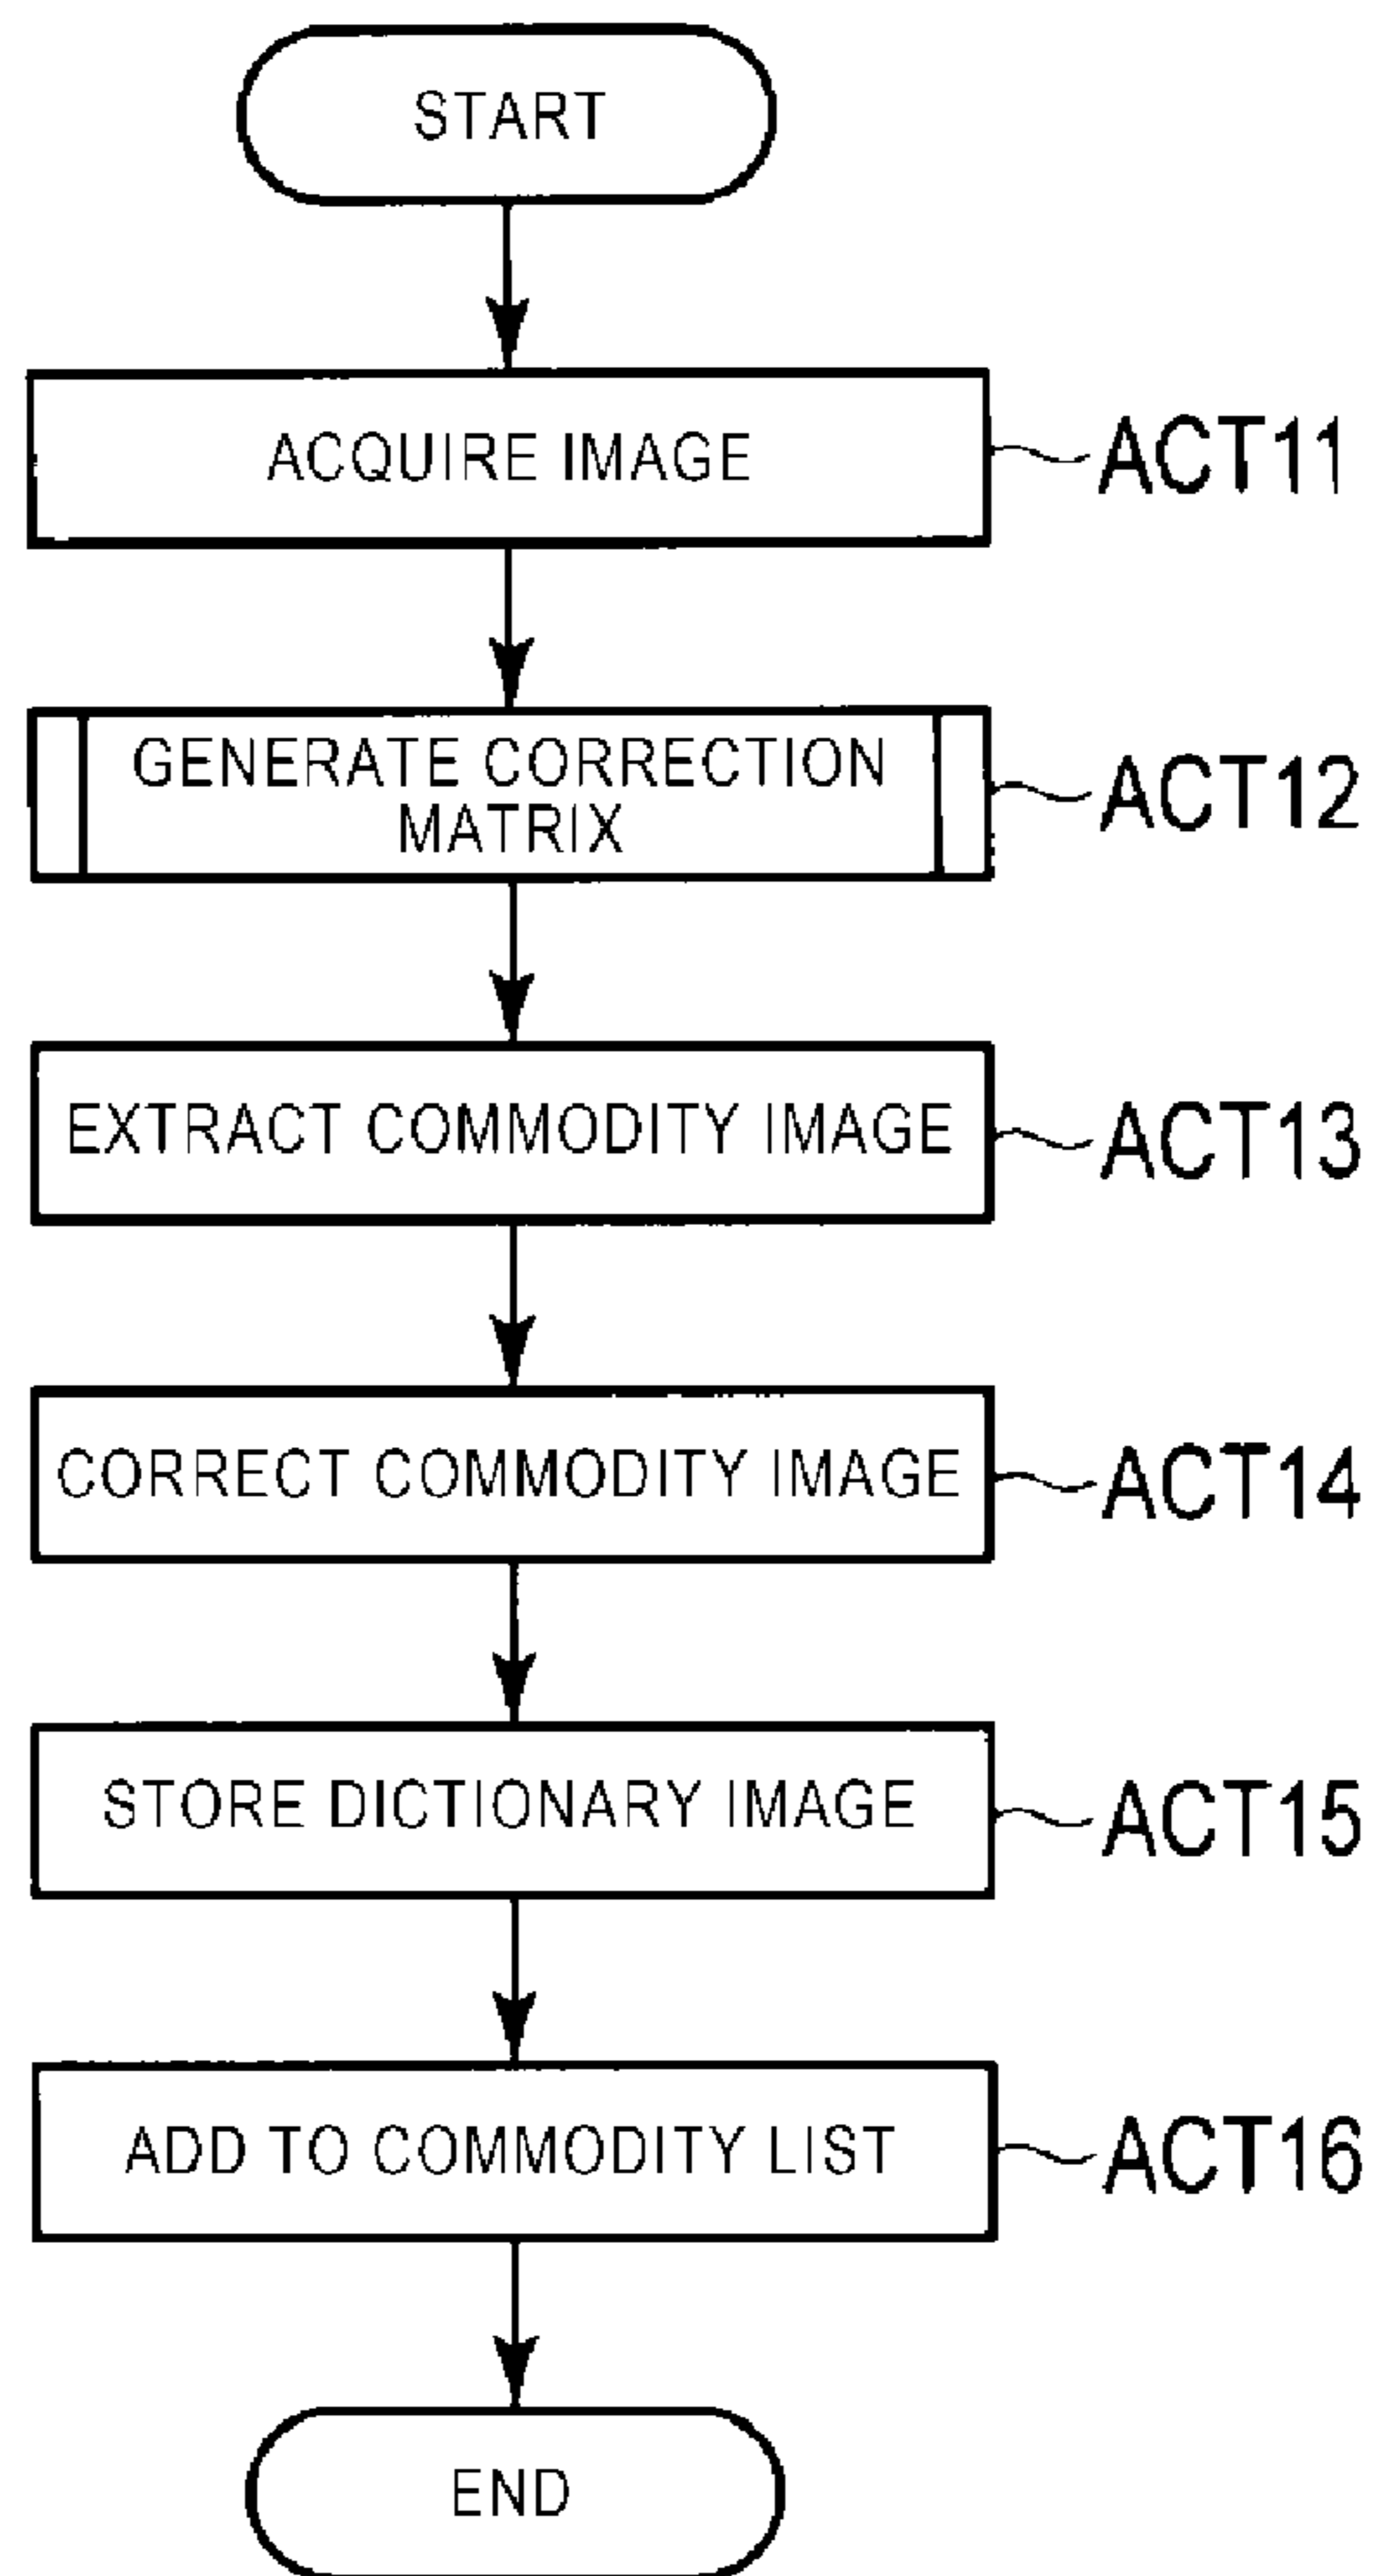 START
ACQUIRE IMAGE
ACT11
GENERATE CORRECTION
MATRIX
ACT12
EXTRACT COMMODITY IMAGE
ACT13
CORRECT COMMODITY IMAGE
ACT14
STORE DICTIONARY IMAGE
ACT15
ADD TO COMMODITY LIST
ACT16
END